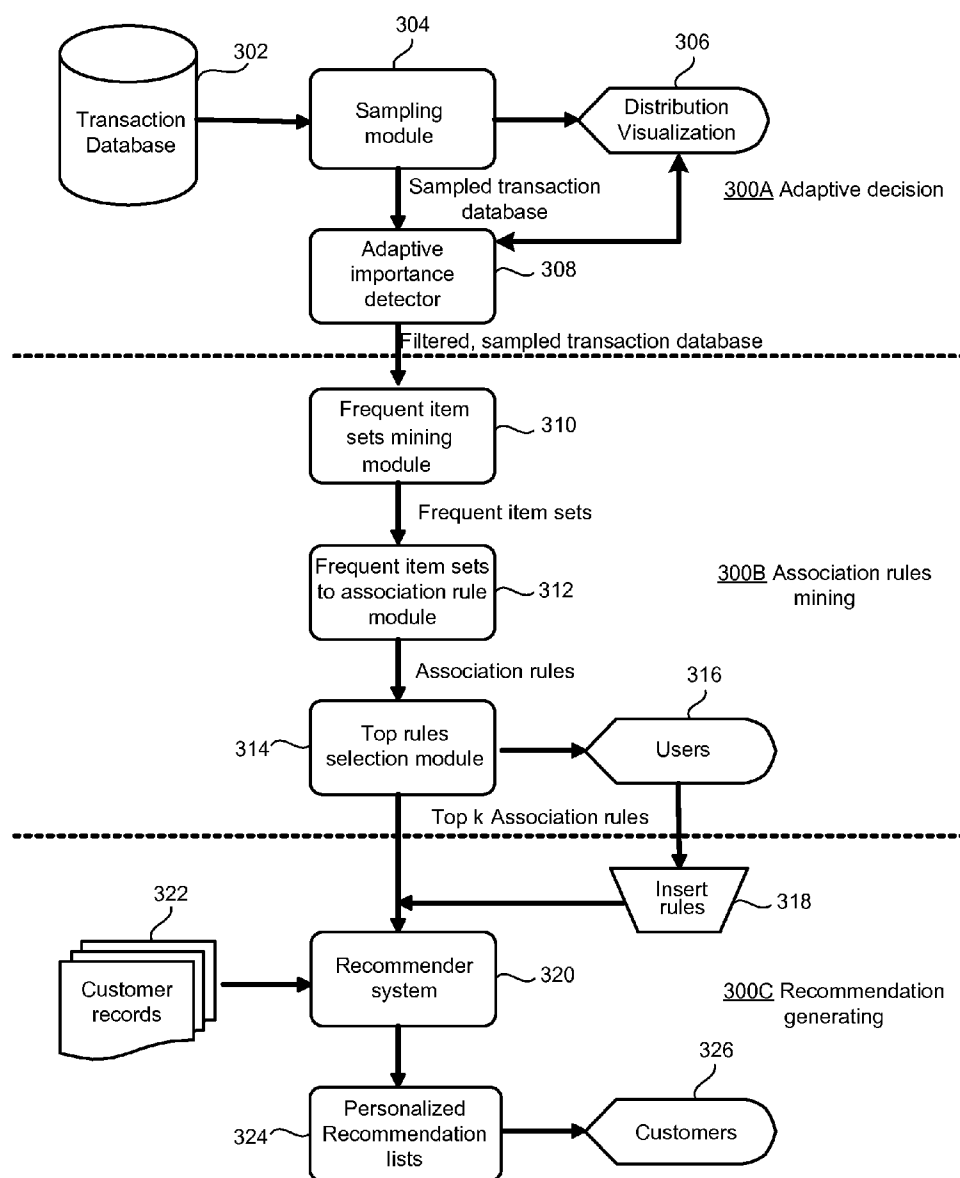 304
302
306
Transaction
Database
Sampling
module
Distribution
Visualization
Sampled transaction
database
300A Adaptive decision
Adaptive
importance
detector
308
Filtered, sampled transaction database
Frequent item
sets mining
module
310
Frequent item sets
Frequent item sets
to association rule
module
312
300B Association rules
mining
Association rules
316
314
Top rules
selection module
Users
Top k Association rules
Insert
rules
318
322
Customer
records
Recommender
system
320
300C Recommendation
generating
326
324
Personalized
Recommendation
lists
Customers